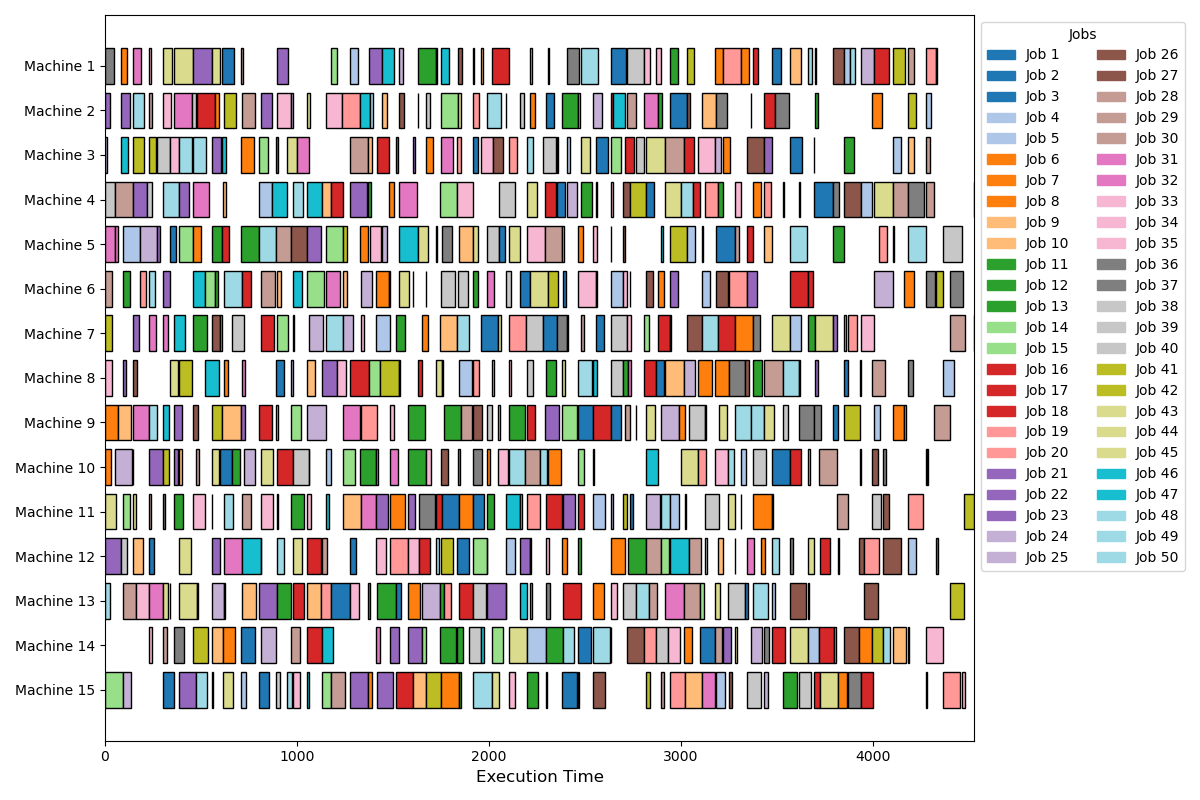 Machine 1
Machine 2
Machine 3
Machine 4
Machine 5
Machine 6
Machine 7
Machine 8
Machine 9
Machine 10
Machine 11
Machine 12
Machine 13
Machine 14
Machine 15
0 1000 2000 3000 4000
Execution Time
Jobs
Job 1 Job 26
Job 2 Job 27
Job 3 Job 28
Job 4 Job 29
Job 5 Job 30
Job 6 Job 31
Job 7 Job 32
Job 8 Job 33
Job 9 Job 34
Job 10 Job 35
Job 11 Job 36
Job 12 Job 37
Job 13 Job 38
Job 14 Job 39
Job 15 Job 40
Job 16 Job 41
Job 17 Job 42
Job 18 Job 43
Job 19 Job 44
Job 20 Job 45
Job 21 Job 46
Job 22 Job 47
Job 23 Job 48
Job 24 Job 49
Job 25 Job 50